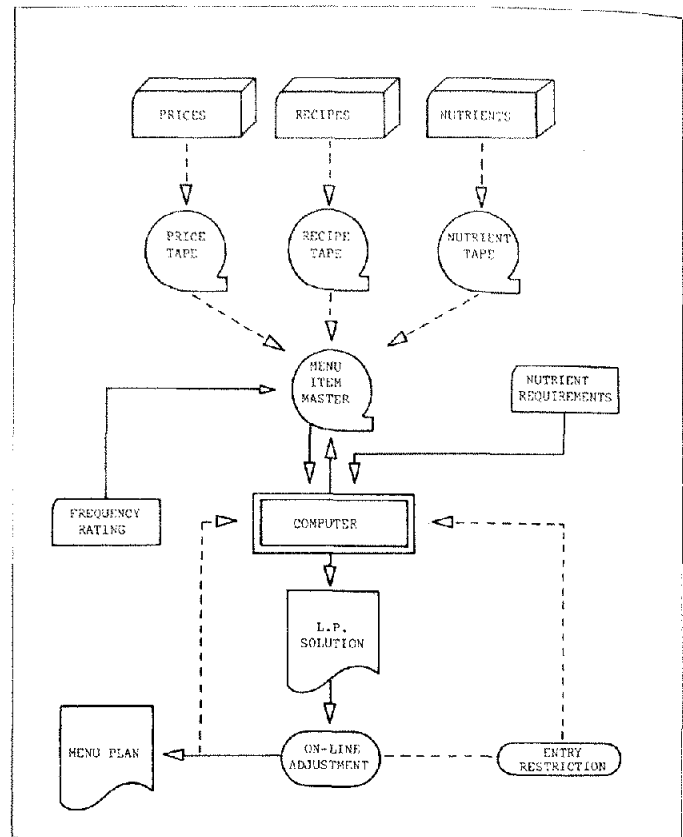 PRICES
RECIPES
NUTRIENTS
PRICE
TAPE
RECIPE
TAPE
NUTRIENT
TAPE
MENU
ITEM
MASTER
NUTRIENT
REQUIREMENTS
FREQUENCY
RATING
COMPUTER
L.P.
SOLUTION
MENU PLAN
ON-LINE
ADJUSTMENT
ENTRY
RESTRICTION